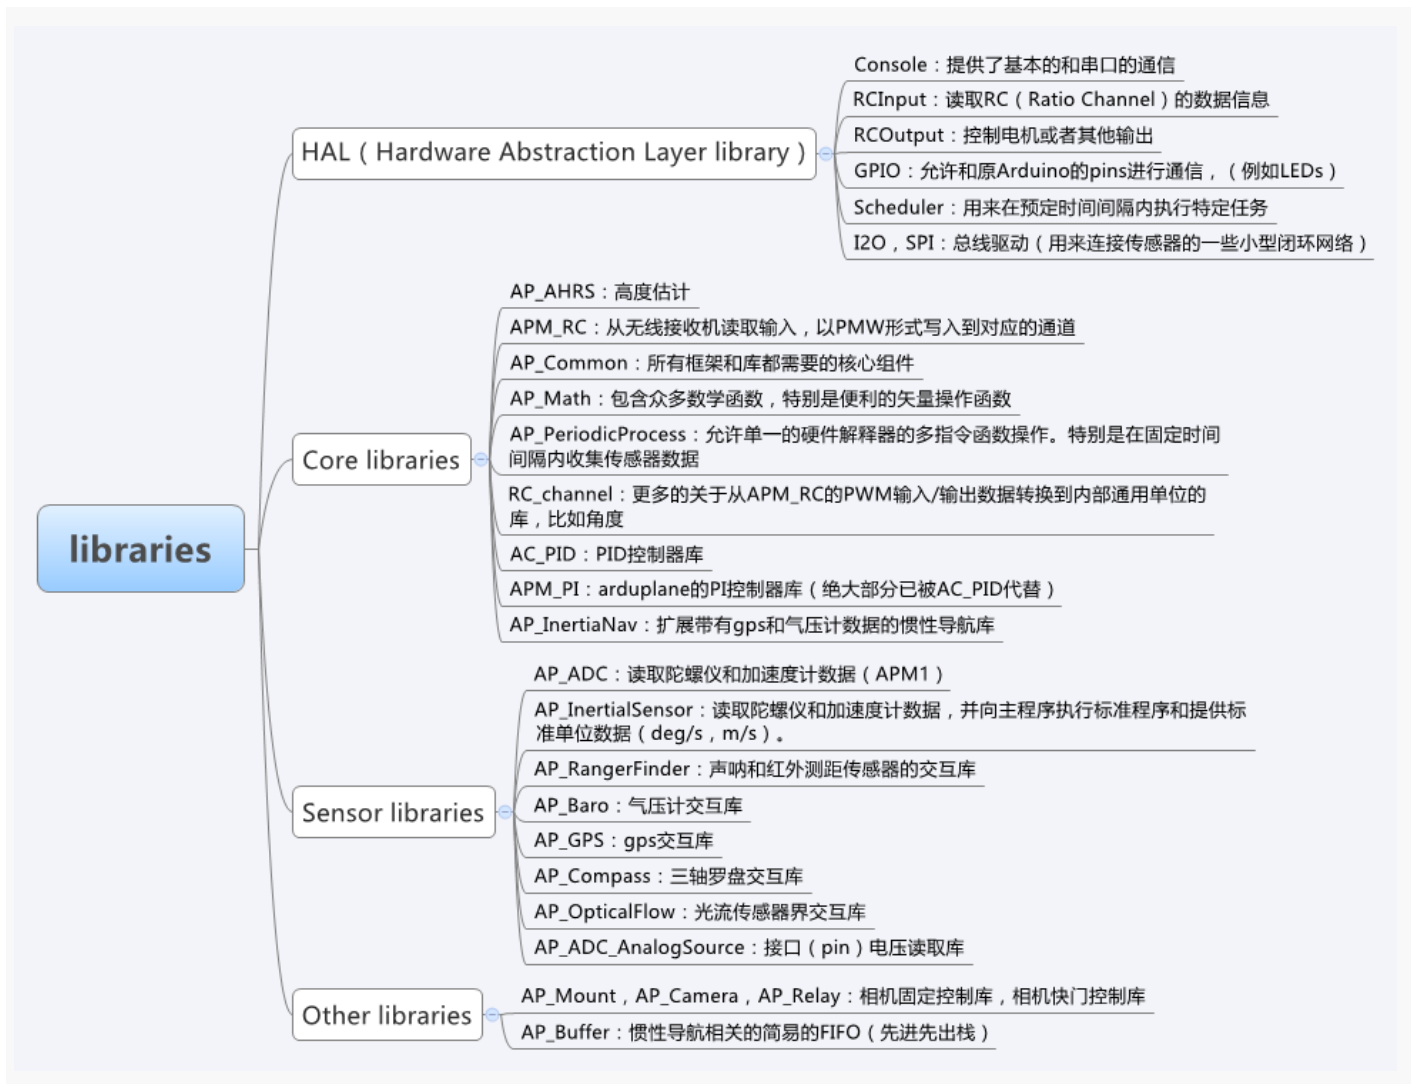 libraries
HAL（Hardware Abstraction Layer library）
Console：提供了基本的和串口的通信
RCInput：读取RC（Ratio Channel）的数据信息
RCOutput：控制电机或者其他输出
GPIO：允许和原Arduino的pins进行通信，（例如LEDs）
Scheduler：用来在预定时间间隔内执行特定任务
I2O，SPI：总线驱动（用来连接传感器的一些小型闭环网络）
Core libraries
AP_AHRS：高度估计
APM_RC：从无线接收机读取输入，以PMW形式写入到对应的通道
AP_Common：所有框架和库都需要的核心组件
AP_Math：包含众多数学函数，特别是便利的矢量操作函数
AP_PeriodicProcess：允许单一的硬件解释器的多指令函数操作。特别是在固定时间
间隔内收集传感器数据
RC_channel：更多的关于从APM_RC的PWM输入/输出数据转换到内部通用单位的
库，比如角度
AC_PID：PID控制器库
APM_PI：arduplane的PI控制器库（绝大部分已被AC_PID代替）
AP_InertiaNav：扩展带有gps和气压计数据的惯性导航库
Sensor libraries
AP_ADC：读取陀螺仪和加速度计数据（APM1）
AP_InertialSensor：读取陀螺仪和加速度计数据，并向主程序执行标准程序和提供标
准单位数据（deg/s，m/s）。
AP_RangerFinder：声呐和红外测距传感器的交互库
AP_Baro：气压计交互库
AP_GPS：gps交互库
AP_Compass：三轴罗盘交互库
AP_OpticalFlow：光流传感器界交互库
AP_ADC_AnalogSource：接口（pin）电压读取库
Other libraries
AP_Mount，AP_Camera，AP_Relay：相机固定控制库，相机快门控制库
AP_Buffer：惯性导航相关的简易的FIFO（先进先出栈）